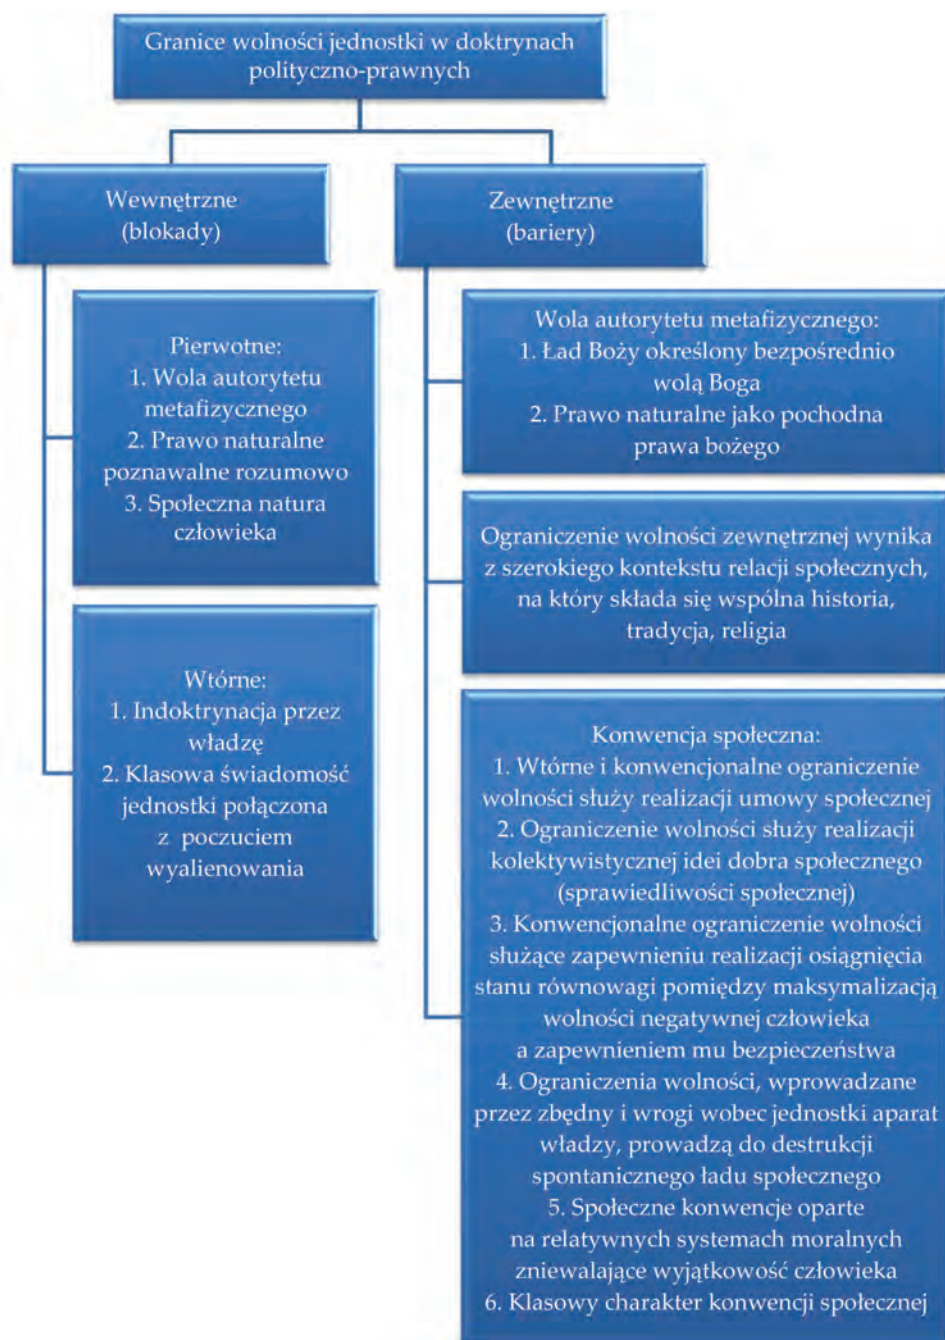 Granice wolności jednostki w doktrynach
polityczno-prawnych
Wewnętrzne
(blokady)
Zewnętrzne
(bariery)
Pierwotne:
1. Wola autorytetu
metafizycznego
2. Prawo naturalne
poznawalne rozumowo
3. Społeczna natura
człowieka
Wtórne:
1. Indoktrynacja przez
władzę
2. Klasowa świadomość
jednostki połączona
z poczuciem
wyalienowania
Wola autorytetu metafizycznego:
1. Ład Boży określony bezpośrednio
wolą Boga
2. Prawo naturalne jako pochodna
prawa bożego
Ograniczenie wolności zewnętrznej wynika
z szerokiego kontekstu relacji społecznych,
na który składa się wspólna historia,
tradycja, religia
Konwencja społeczna:
1. Wtórne i konwencjonalne ograniczenie
wolności służy realizacji umowy społecznej
2. Ograniczenie wolności służy realizacji
kolektywistycznej idei dobra społecznego
(sprawiedliwości społecznej)
3. Konwencjonalne ograniczenie wolności
służące zapewnieniu realizacji osiągnięcia
stanu równowagi pomiędzy maksymalizacją
wolności negatywnej człowieka
a zapewnieniem mu bezpieczeństwa
4. Ograniczenia wolności, wprowadzane
przez zbędny i wrogi wobec jednostki aparat
władzy, prowadzą do destrukcji
spontanicznego ładu społecznego
5. Społeczne konwencje oparte
na relatywnych systemach moralnych
zniewalające wyjątkowość człowieka
6. Klasowy charakter konwencji społecznej